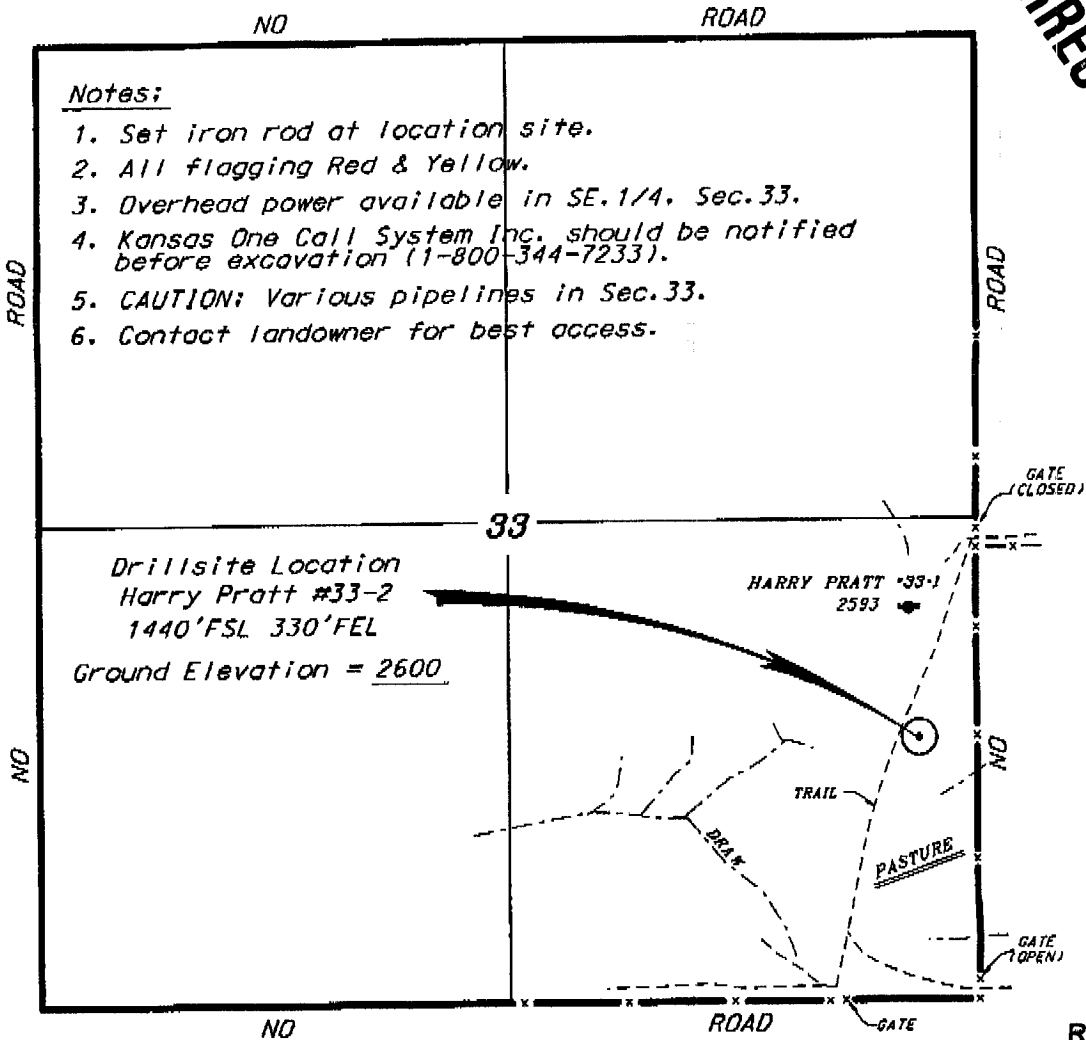 NO
ROAD
Notes:
1. Set iron rod at location site.
2. All flagging Red & Yellow.
3. Overhead power available in SE.1/4. Sec.33.
4. Kansas One Call System Inc. should be notified
before excavation (1-800-344-7233).
5. CAUTION: Various pipelines in Sec.33.
6. Contact landowner for best access.
ROAD
ROAD
GATE
(CLOSED)
33
Drillsite Location
Harry Pratt #33-2
1440'FSL 330'FEL
Ground Elevation = 2600
HARRY PRATT #33-1
2593
NO
NO
TRAIL
DRAW
PASTURE
GATE
(OPEN)
NO
ROAD
GATE
R